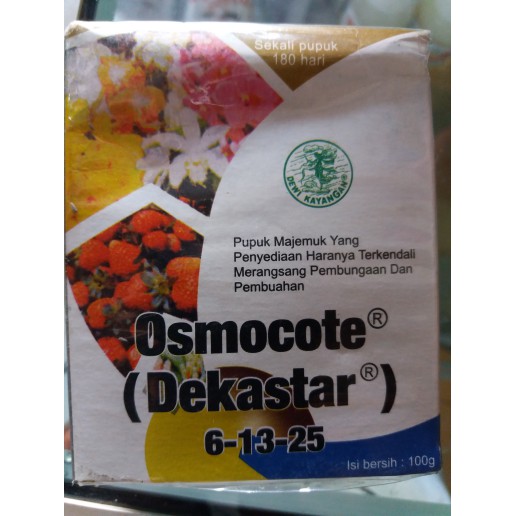 Sekali pupuk
180 hari
DEWI KAYANGAN®
Pupuk Majemuk Yang
Penyediaan Haranya Terkendali
Merangsang Pembungaan Dan
Pembuahan
Osmocote®
(Dekastar®)
6-13-25
Isi bersih : 100g